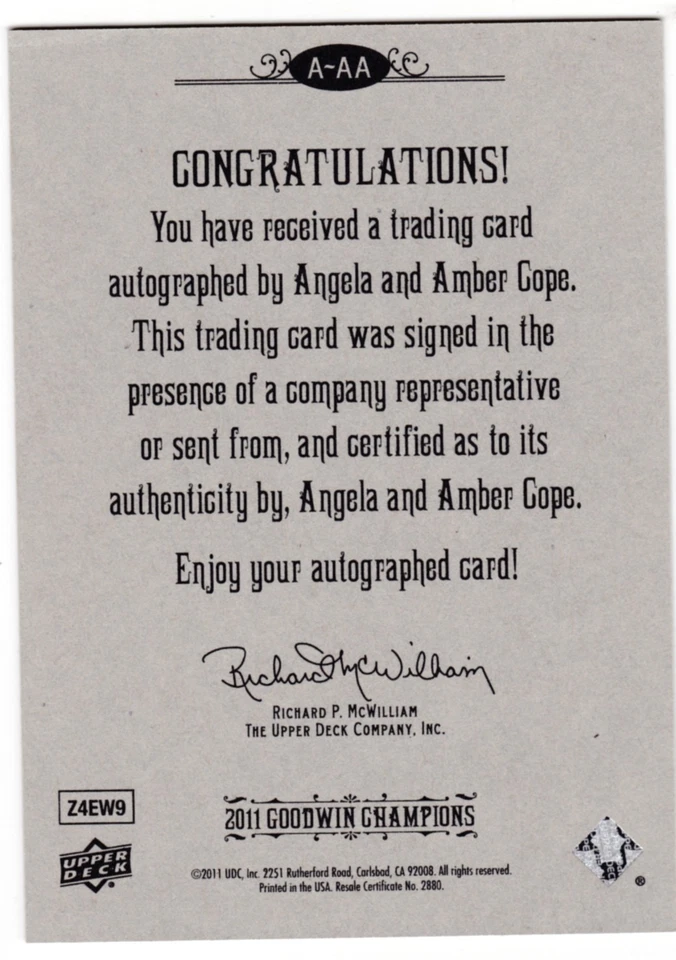 A~AA
CONGRATULATIONS!
You have received a trading card
autographed by Angela and Amber Cope.
This trading card was signed in the
presence of a company representative
or sent from, and certified as to its
authenticity by, Angela and Amber Cope.
Enjoy your autographed card!
Richard McWilliam
RICHARD P. MCWILLIAM
THE UPPER DECK COMPANY, INC.
Z4EW9
2011 GOODWIN CHAMPIONS
UPPER
DECK
©2011 UDC, Inc. 2251 Rutherford Road, Carlsbad, CA 92008. All rights reserved.
Printed in the USA. Resale Certificate No. 2880.
®